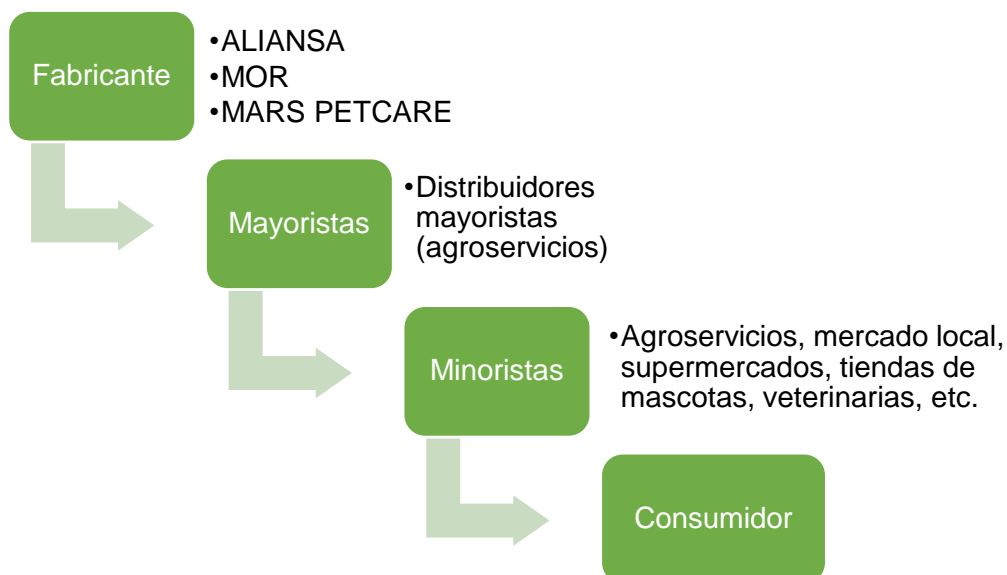 Fabricante
•ALIANSA
•MOR
•MARS PETCARE
Mayoristas
•Distribuidores
mayoristas
(agroservicios)
Minoristas
•Agroservicios, mercado local,
supermercados, tiendas de
mascotas, veterinarias, etc.
Consumidor